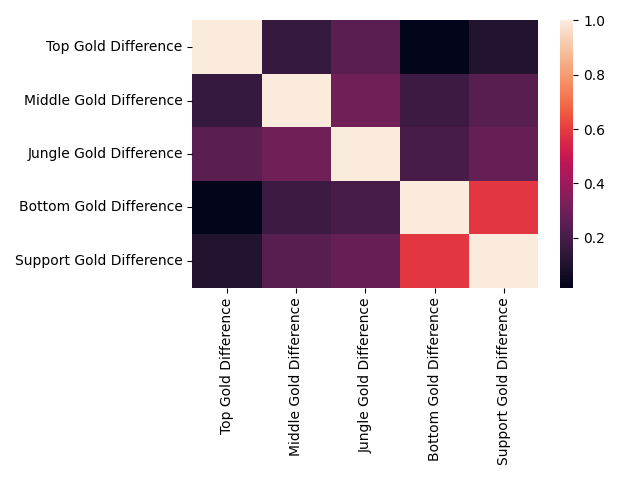 Top Gold Difference
Middle Gold Difference
Jungle Gold Difference
Bottom Gold Difference
Support Gold Difference
Top Gold Difference
Middle Gold Difference
Jungle Gold Difference
Bottom Gold Difference
Support Gold Difference
1.0
0.8
0.6
0.4
0.2